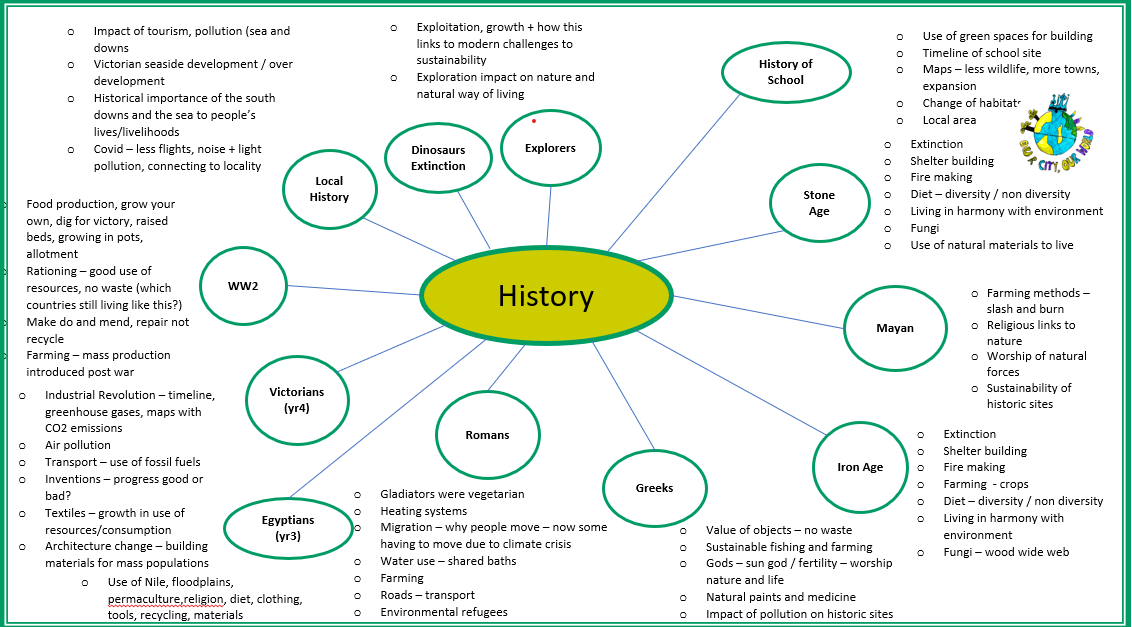 Impact of tourism, pollution (sea and
downs
Victorian seaside development / over
development
Historical importance of the south
downs and the sea to people's
lives/livelihoods
Covid – less flights, noise + light
pollution, connecting to locality
Exploitation, growth + how this
links to modern challenges to
sustainability
Exploration impact on nature and
natural way of living
History of
School
Use of green spaces for building
Timeline of school site
Maps – less wildlife, more towns,
expansion
Change of habitats
Local area
OUR CITY, OUR WORLD
Dinosaurs
Extinction
Explorers
Local
History
Stone
Age
Extinction
Shelter building
Fire making
Diet – diversity / non diversity
Living in harmony with environment
Fungi
Use of natural materials to live
Food production, grow your
own, dig for victory, raised
beds, growing in pots,
allotment
Rationing – good use of
resources, no waste (which
countries still living like this?)
Make do and mend, repair not
recycle
Farming – mass production
introduced post war
WW2
History
Mayan
Farming methods –
slash and burn
Religious links to
nature
Worship of natural
forces
Sustainability of
historic sites
Victorians
(yr4)
Industrial Revolution – timeline,
greenhouse gases, maps with
CO2 emissions
Air pollution
Transport – use of fossil fuels
Inventions – progress good or
bad?
Textiles – growth in use of
resources/consumption
Architecture change – building
materials for mass populations
Romans
Iron Age
Extinction
Shelter building
Fire making
Farming  - crops
Diet – diversity / non diversity
Living in harmony with
environment
Fungi – wood wide web
Greeks
Egyptians
(yr3)
Gladiators were vegetarian
Heating systems
Migration – why people move – now some
having to move due to climate crisis
Water use – shared baths
Farming
Roads – transport
Environmental refugees
Value of objects – no waste
Sustainable fishing and farming
Gods – sun god / fertility – worship
nature and life
Natural paints and medicine
Impact of pollution on historic sites
Use of Nile, floodplains,
permaculture,religion, diet, clothing,
tools, recycling, materials